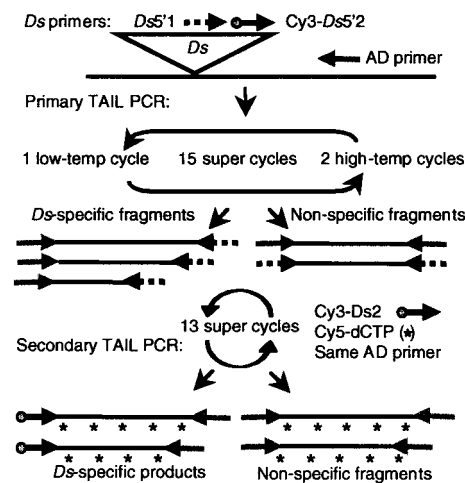 Ds primers: Ds5'1 Cy3-Ds5'2
Ds
AD primer
Primary TAIL PCR:
1 low-temp cycle 15 super cycles 2 high-temp cycles
Ds-specific fragments Non-specific fragments
Cy3-Ds2
13 super cycles Cy5-dCTP (*)
Secondary TAIL PCR: Same AD primer
* * * * * * * * * *
* * * * * * * * * *
Ds-specific products Non-specific fragments